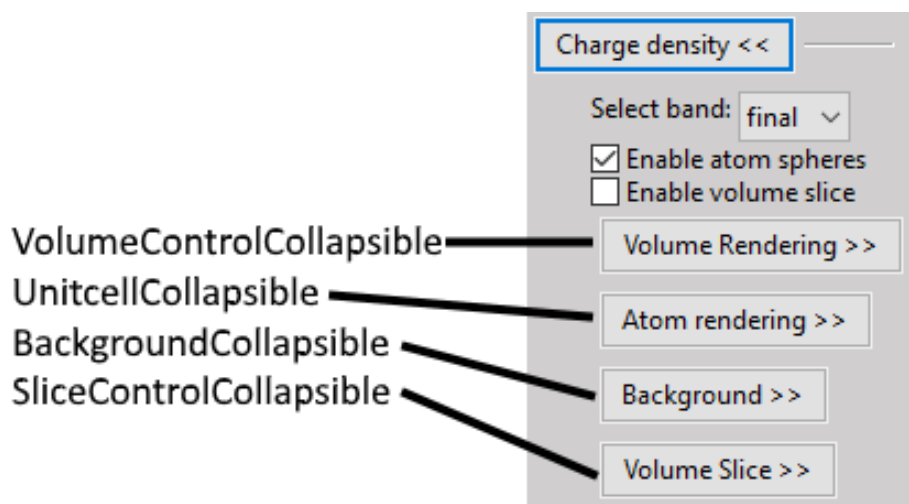 Charge density <<
Select band: final
Enable atom spheres
Enable volume slice
VolumeControlCollapsible Volume Rendering >>
UnitcellCollapsible Atom rendering >>
BackgroundCollapsible Background >>
SliceControlCollapsible Volume Slice >>